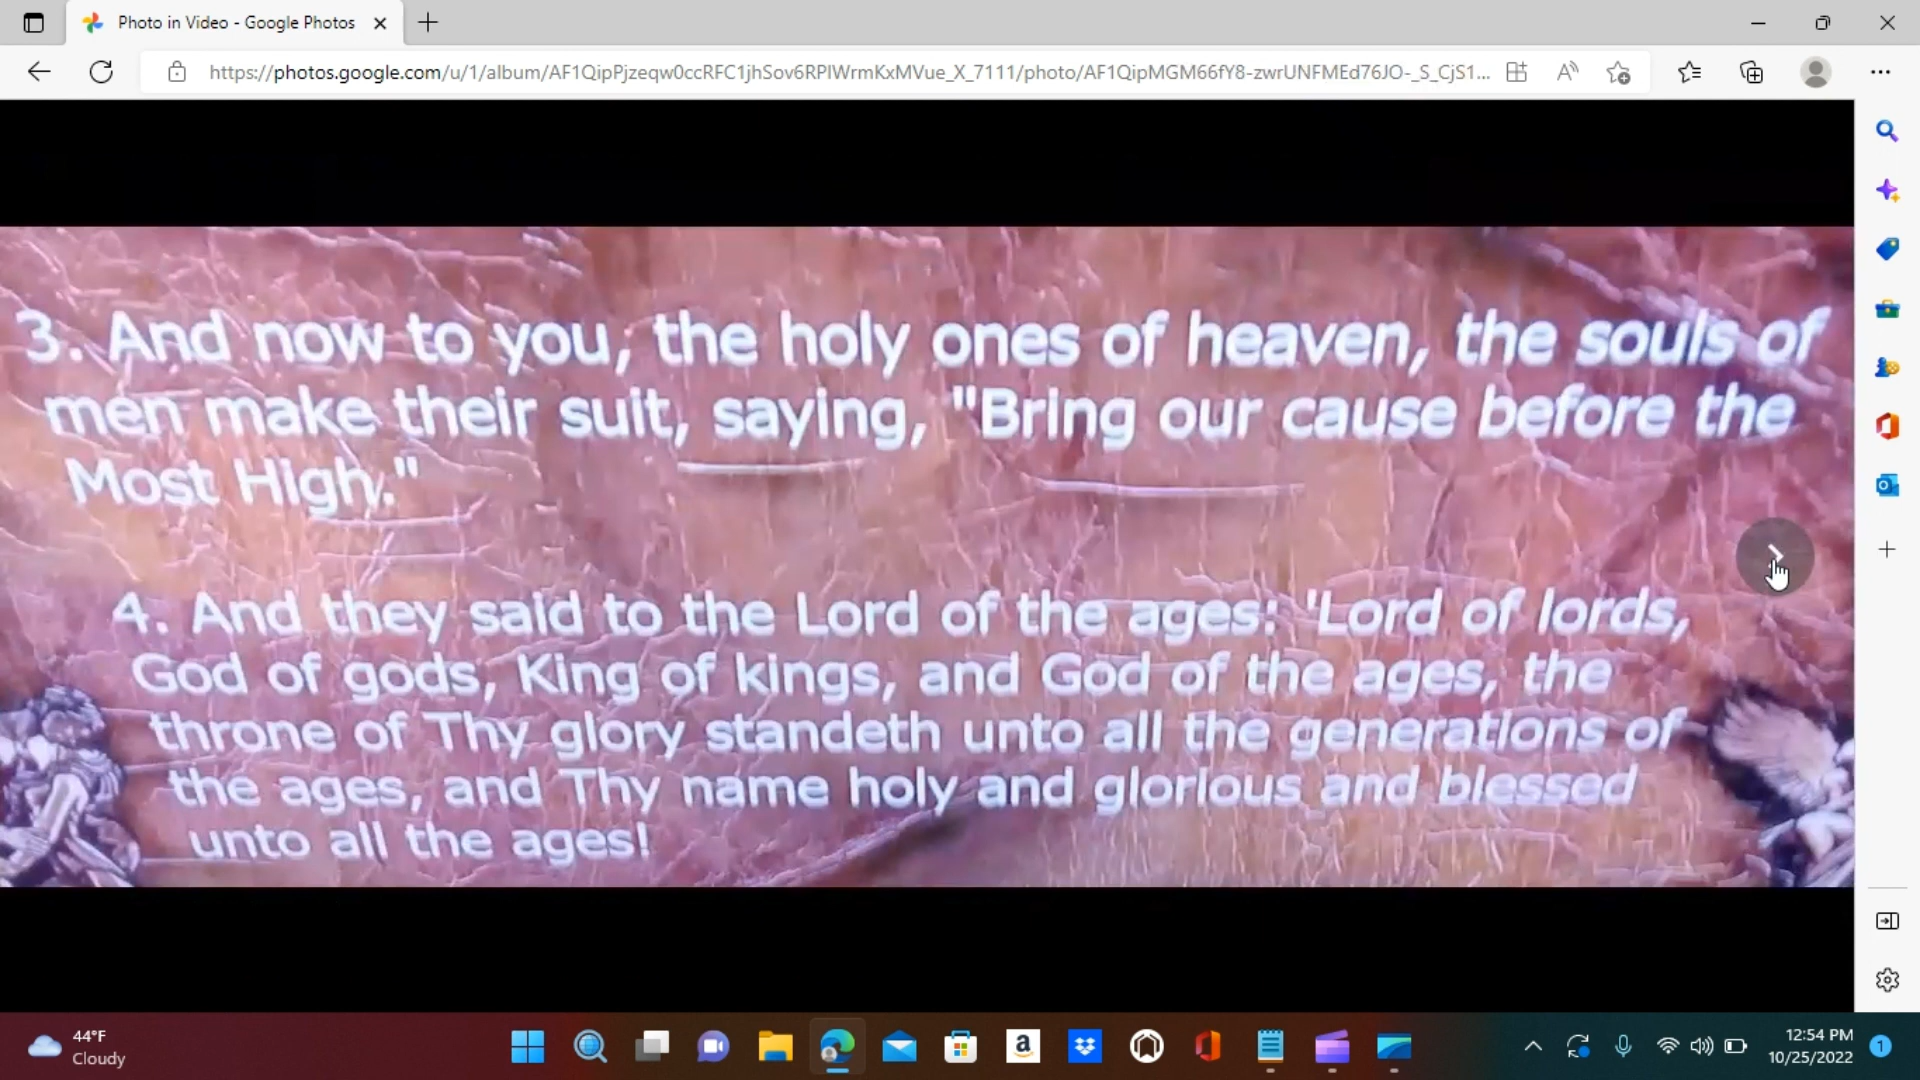 Photo in Video - Google Photos
https://photos.google.com/u/1/album/AF1QipPjzeqw0ccRFC1jhSov6RPlWrmKxMVue_X_7111/photo/AF1QipMGM66fY8-zwrUNFMEd76JO-_S_CjS1...
3. And now to you, the holy ones of heaven, the souls of
men make their suit, saying, "Bring our cause before the
Most High."
4. And they said to the Lord of the ages: 'Lord of lords,
God of gods, King of kings, and God of the ages, the
throne of Thy glory standeth unto all the generations of
the ages, and Thy name holy and glorious and blessed
unto all the ages!
44°F
Cloudy
12:54 PM
10/25/2022
1